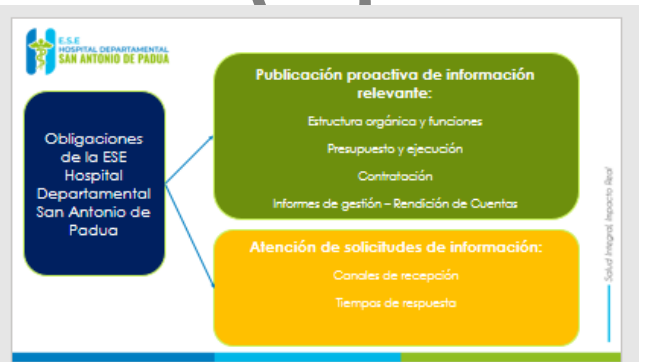 E.S.E
HOSPITAL DEPARTAMENTAL
SAN ANTONIO DE PADUA
Obligaciones
de la ESE
Hospital
Departamental
San Antonio de
Padua
Publicación proactiva de información
relevante:
Estructura orgánica y funciones
Presupuesto y ejecución
Contratación
Informes de gestión – Rendición de Cuentas
Atención de solicitudes de información:
Canales de recepción
Tiempos de respuesta
Salud Integral, Impacto Real